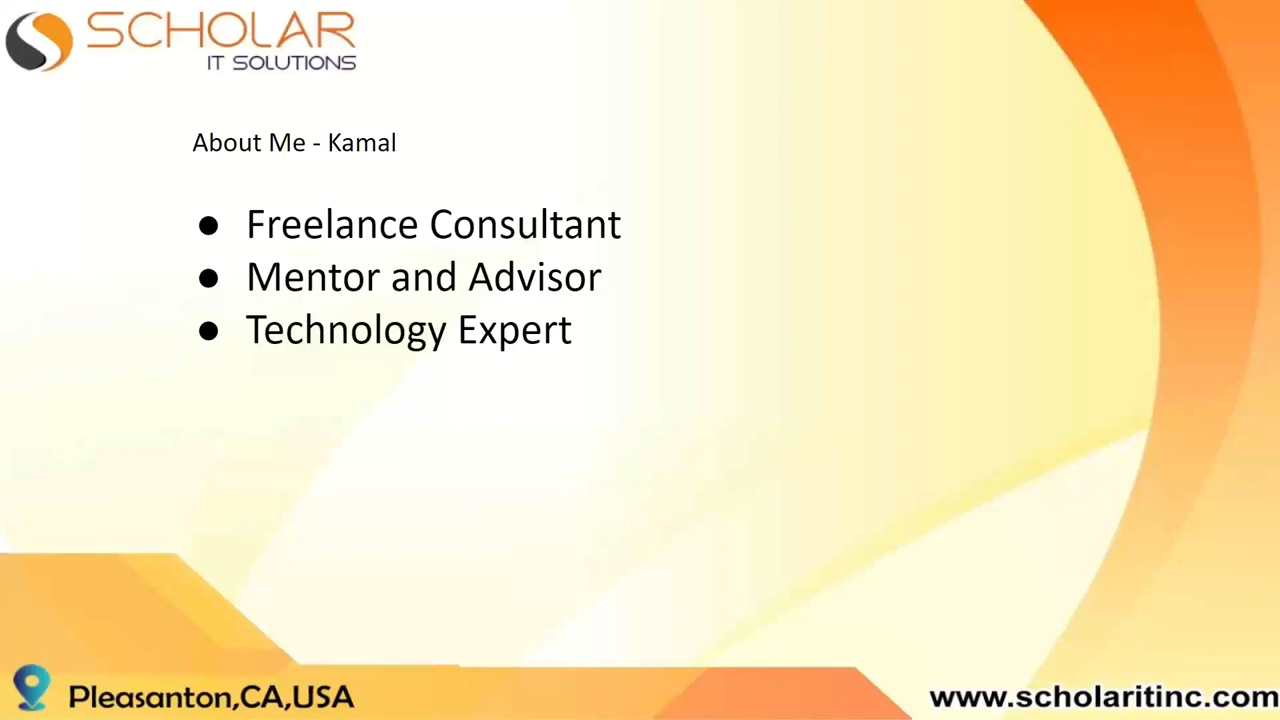 SCHOLAR
IT SOLUTIONS
About Me - Kamal
● Freelance Consultant
● Mentor and Advisor
● Technology Expert
Pleasanton,CA,USA
www.scholaritinc.com